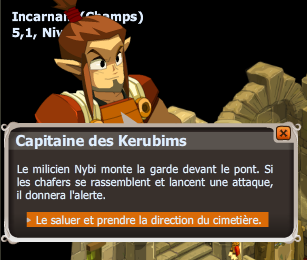 Incarnam (Champs)
5,1, Niv
Capitaine des Kerubims
Le milicien Nybi monte la garde devant le pont. Si
les chafers se rassemblent et lancent une attaque,
il donnera l'alerte.
Le saluer et prendre la direction du cimetière.